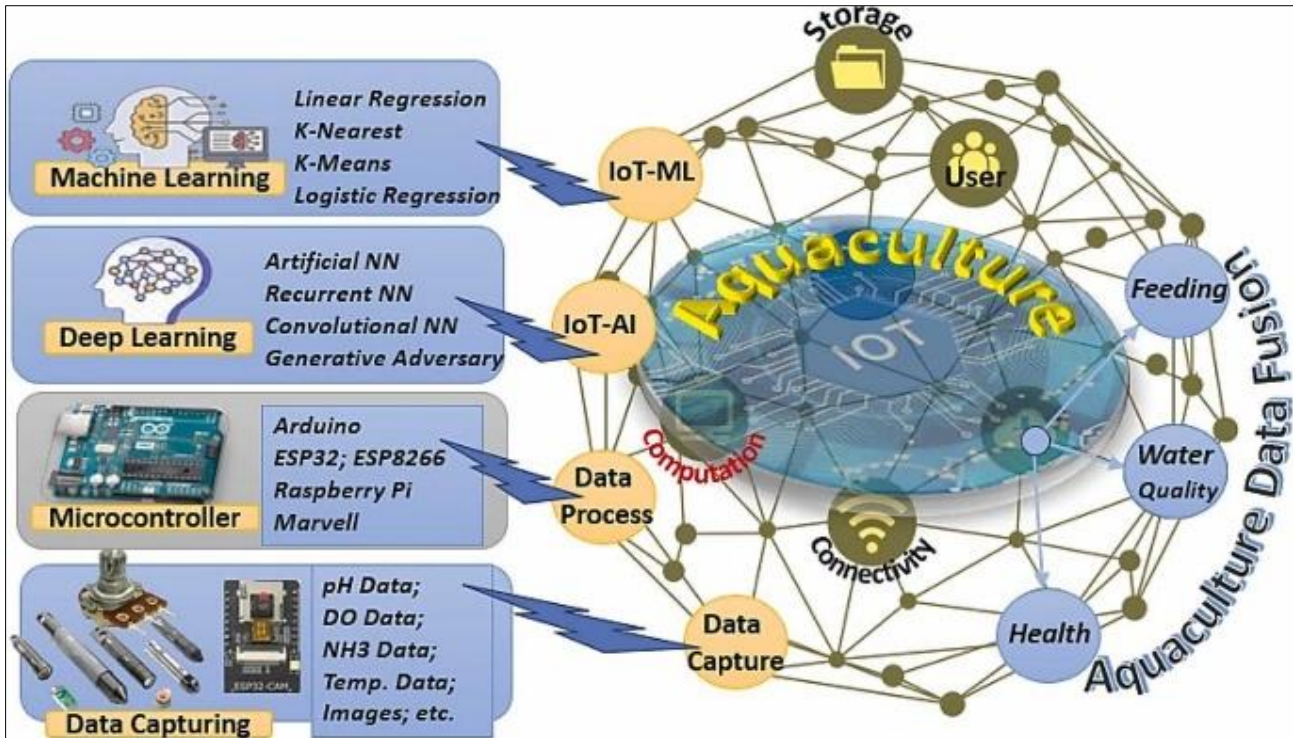 Linear Regression
K-Nearest
K-Means
Logistic Regression
Machine Learning
Artificial NN
Recurrent NN
Convolutional NN
Generative Adversary
Deep Learning
Arduino
ESP32; ESP8266
Raspberry Pi
Marvell
Microcontroller
pH Data;
DO Data;
NH3 Data;
Temp. Data;
Images; etc.
ESP32-CAM
Data Capturing
IoT-ML
IoT-AI
Data
Process
Data
Capture
Storage
User
Aquaculture
IOT
Computation
Connectivity
Feeding
Water
Quality
Health
Aquaculture Data Fusion